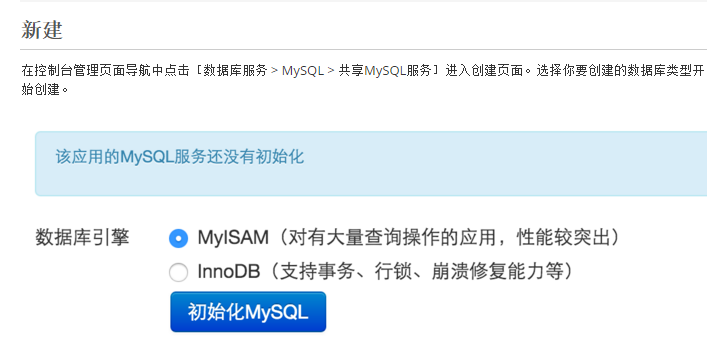 新建
在控制台管理页面导航中点击［数据库服务 > MySQL > 共享MySQL服务］进入创建页面。选择你要创建的数据库类型开
始创建。
该应用的MySQL服务还没有初始化
数据库引擎
MyISAM（对有大量查询操作的应用，性能较突出）
InnoDB（支持事务、行锁、崩溃修复能力等）
初始化MySQL